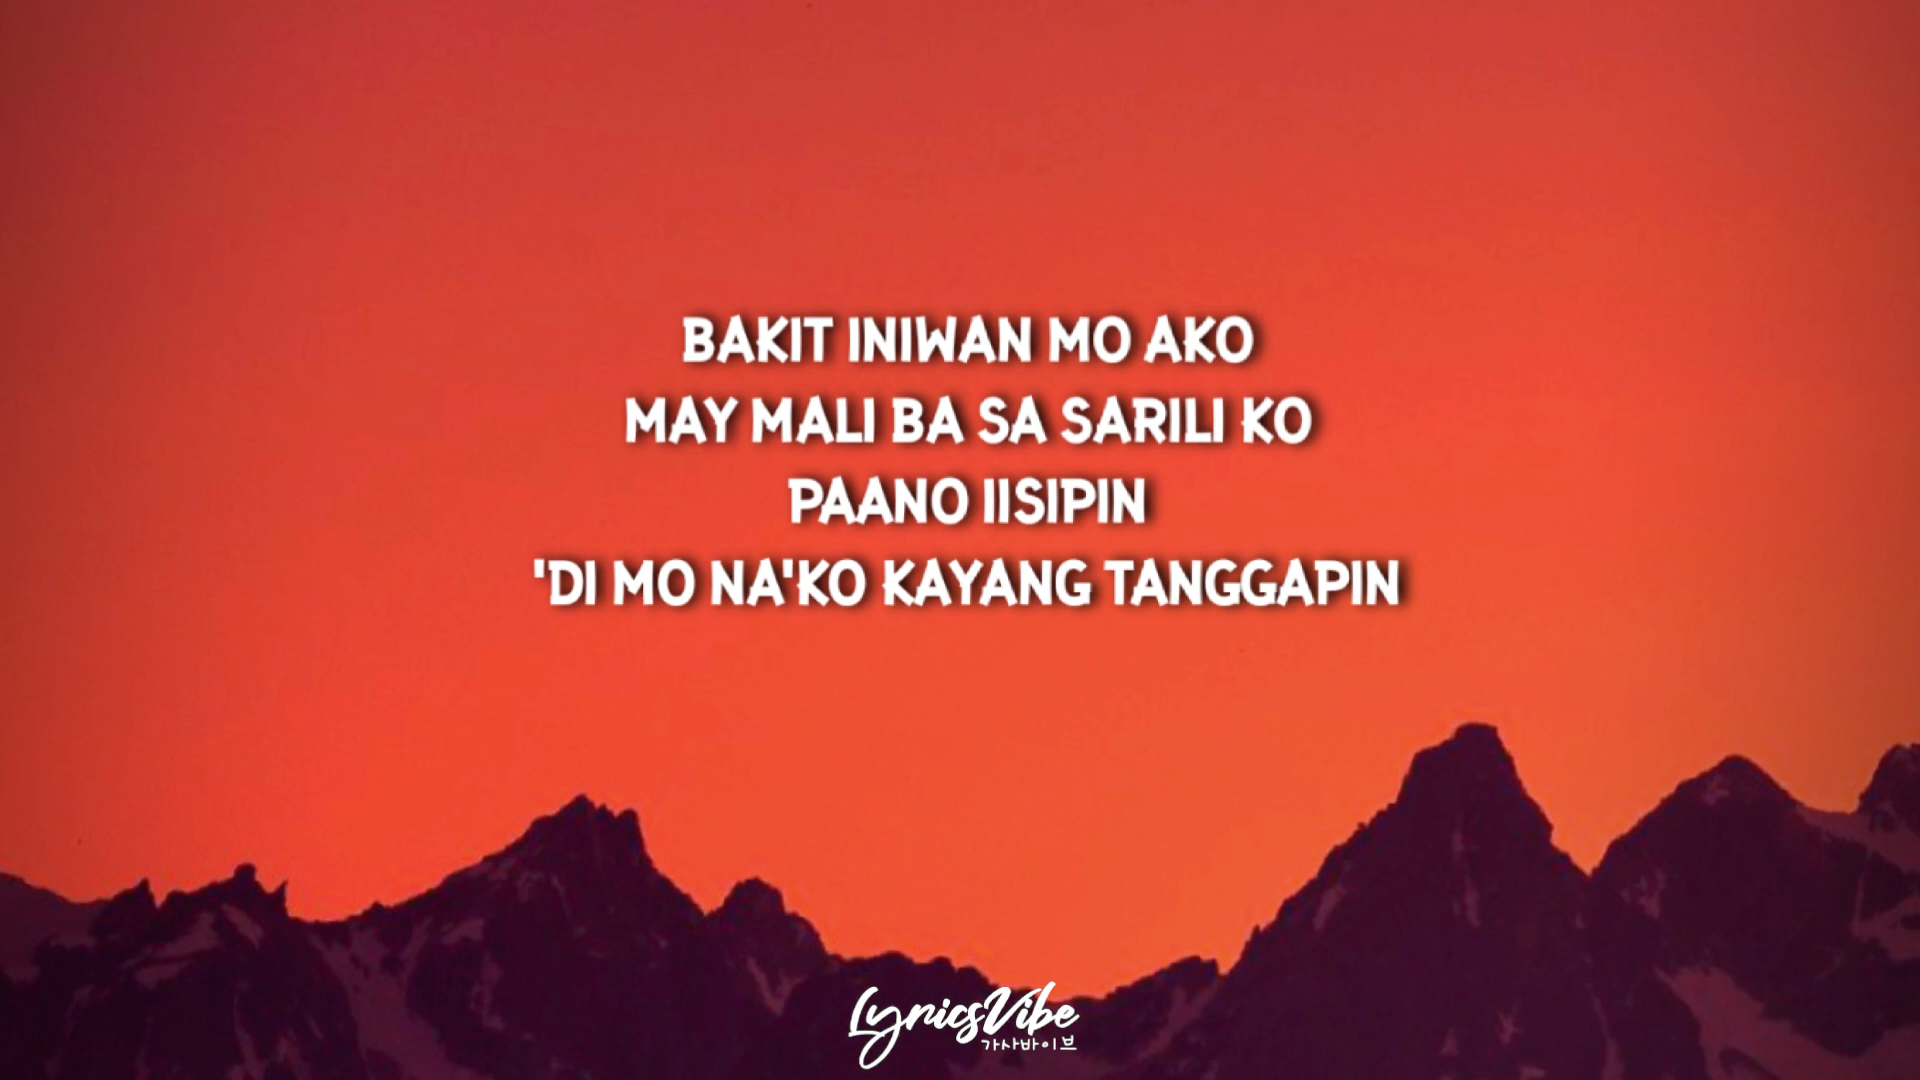 BAKIT INIWAN MO AKO
MAY MALI BA SA SARILI KO
PAANO IISIPIN
'DI MO NA'KO KAYANG TANGGAPIN
LyricsVibe
가사바이브